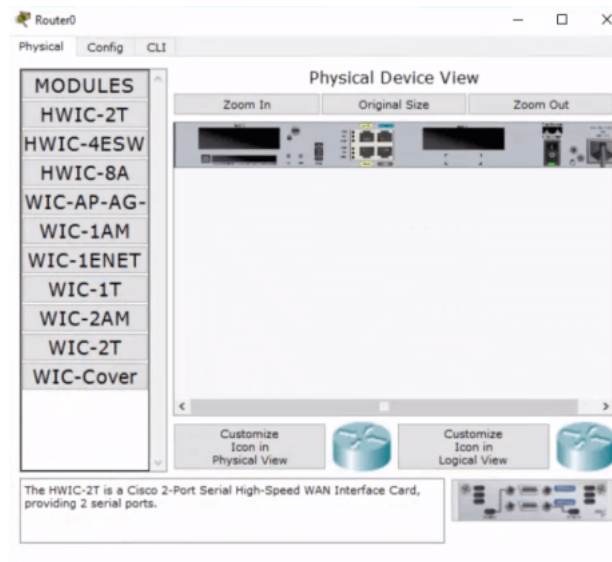 Router0
Physical Config CLI
MODULES
HWIC-2T
HWIC-4ESW
HWIC-8A
WIC-AP-AG-
WIC-1AM
WIC-1ENET
WIC-1T
WIC-2AM
WIC-2T
WIC-Cover
Physical Device View
Zoom In Original Size Zoom Out
Customize
Icon in
Physical View
Customize
Icon in
Logical View
The HWIC-2T is a Cisco 2-Port Serial High-Speed WAN Interface Card,
providing 2 serial ports.